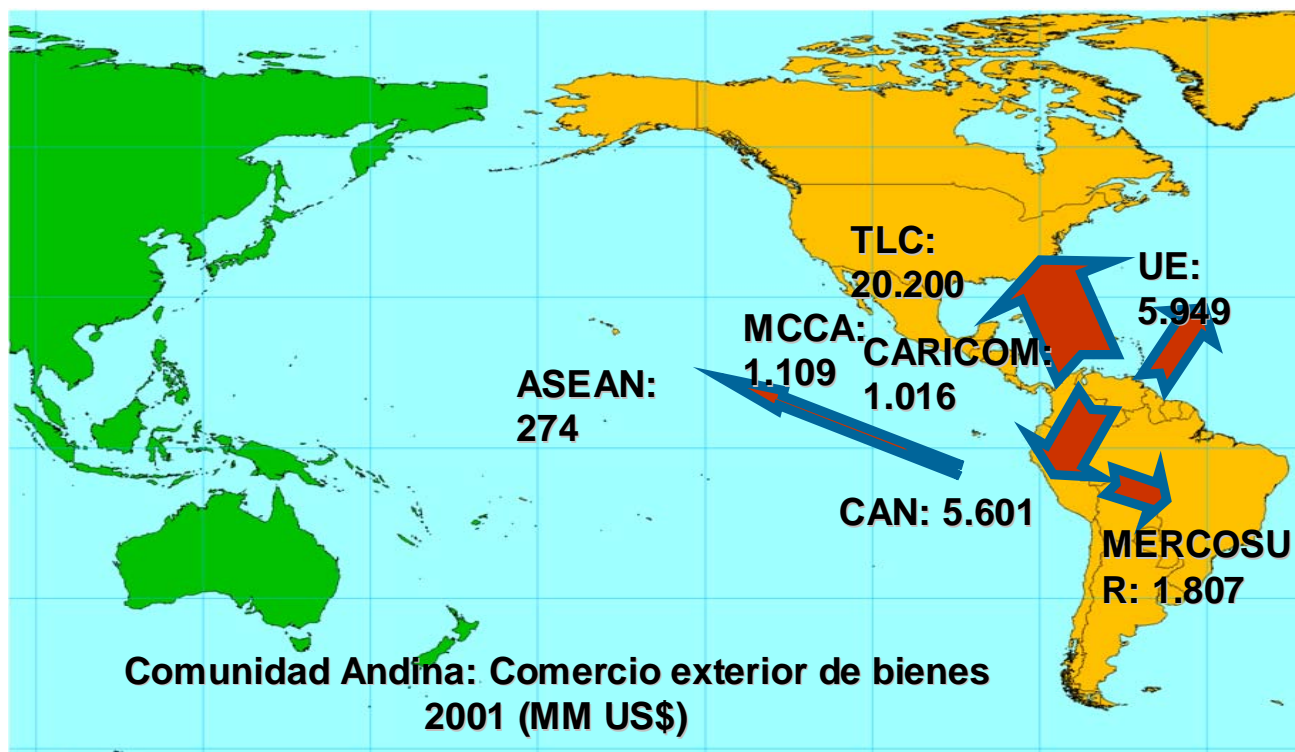 TLC:
20.200
UE:
5.949
MCCA:
1.109
CARICOM:
1.016
ASEAN:
274
CAN: 5.601
MERCOSU
R: 1.807
Comunidad Andina: Comercio exterior de bienes
2001 (MM US$)